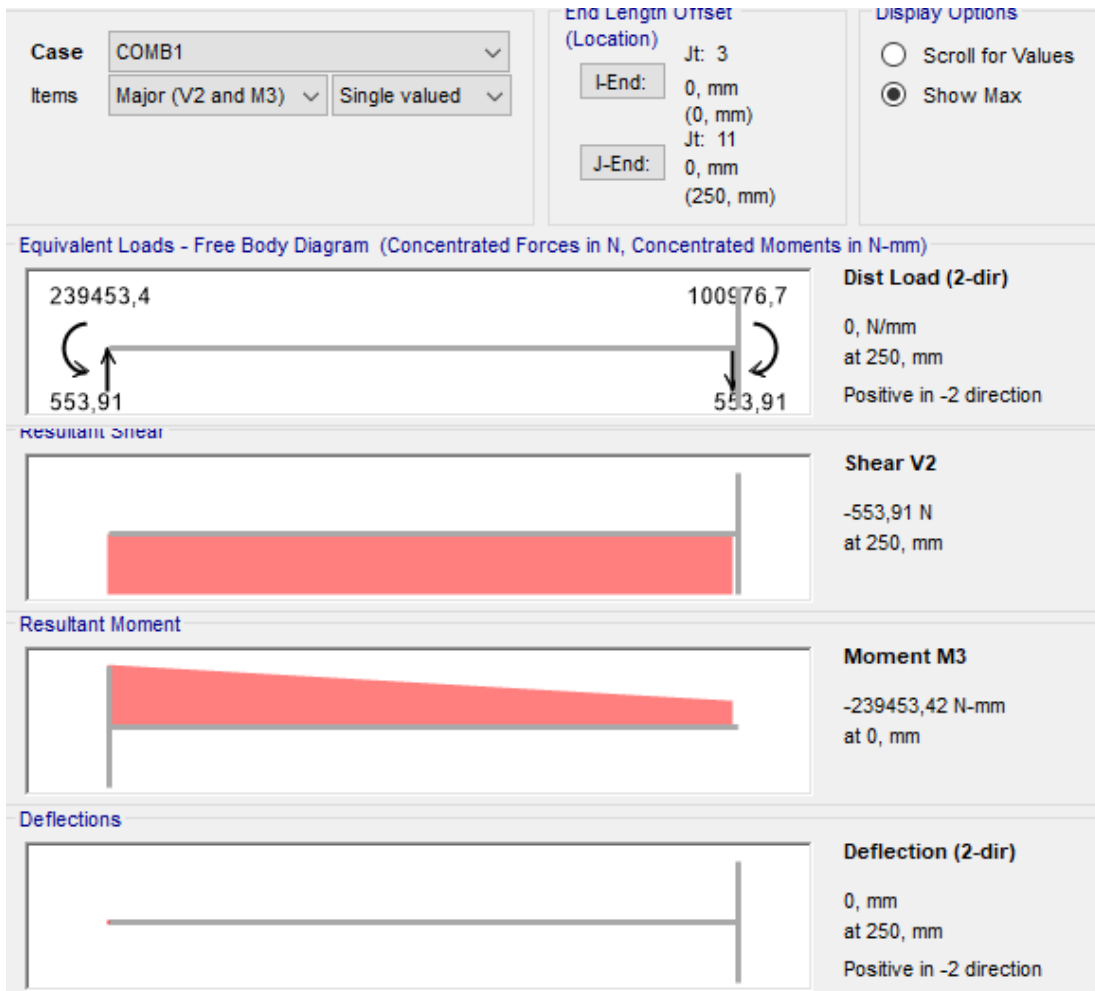 End Length Offset
(Location)
Display Options
Case COMB1
Items Major (V2 and M3) Single valued
Jt: 3
I-End: 0, mm
(0, mm)
Jt: 11
J-End: 0, mm
(250, mm)
Scroll for Values
Show Max
Equivalent Loads - Free Body Diagram (Concentrated Forces in N, Concentrated Moments in N-mm)
239453,4 100976,7
553,91 553,91
Dist Load (2-dir)
0, N/mm
at 250, mm
Positive in -2 direction
Resultant Shear
Shear V2
-553,91 N
at 250, mm
Resultant Moment
Moment M3
-239453,42 N-mm
at 0, mm
Deflections
Deflection (2-dir)
0, mm
at 250, mm
Positive in -2 direction